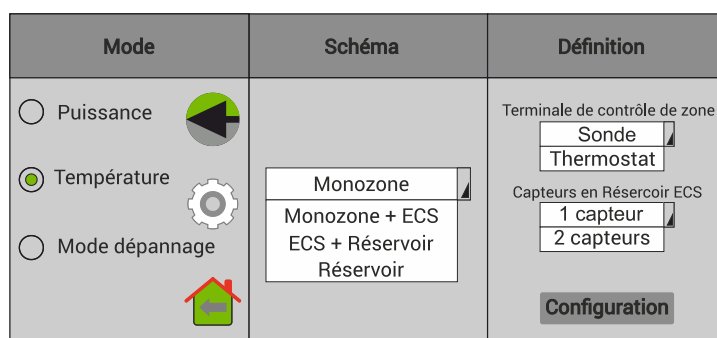 Mode
Schéma
Définition
Puissance
Température
Mode dépannage
Monozone
Monozone + ECS
ECS + Réservoir
Réservoir
Terminale de contrôle de zone
Sonde
Thermostat
Capteurs en Résercoir ECS
1 capteur
2 capteurs
Configuration